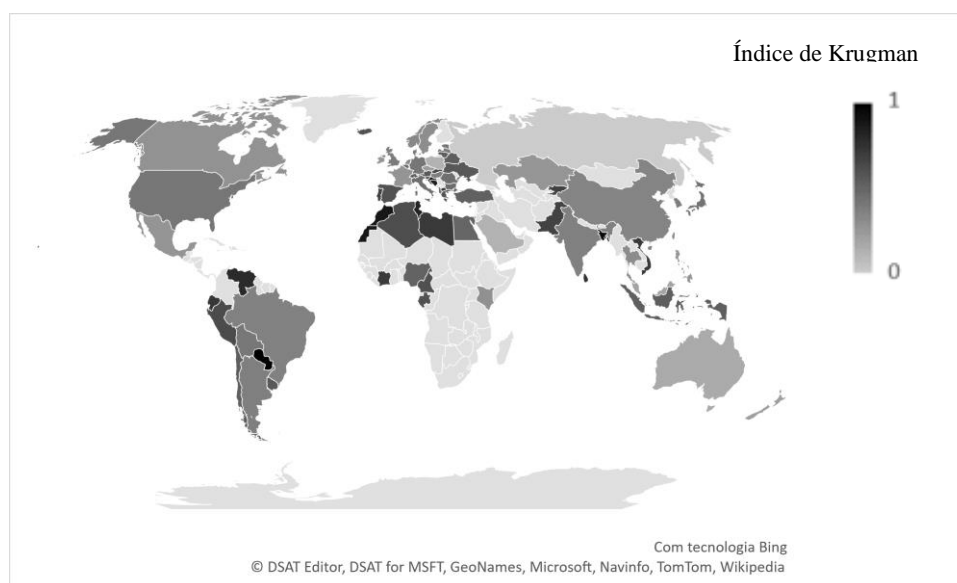 Índice de Krugman
1
0
Com tecnologia Bing
© DSAT Editor, DSAT for MSFT, GeoNames, Microsoft, Navinfo, TomTom, Wikipedia